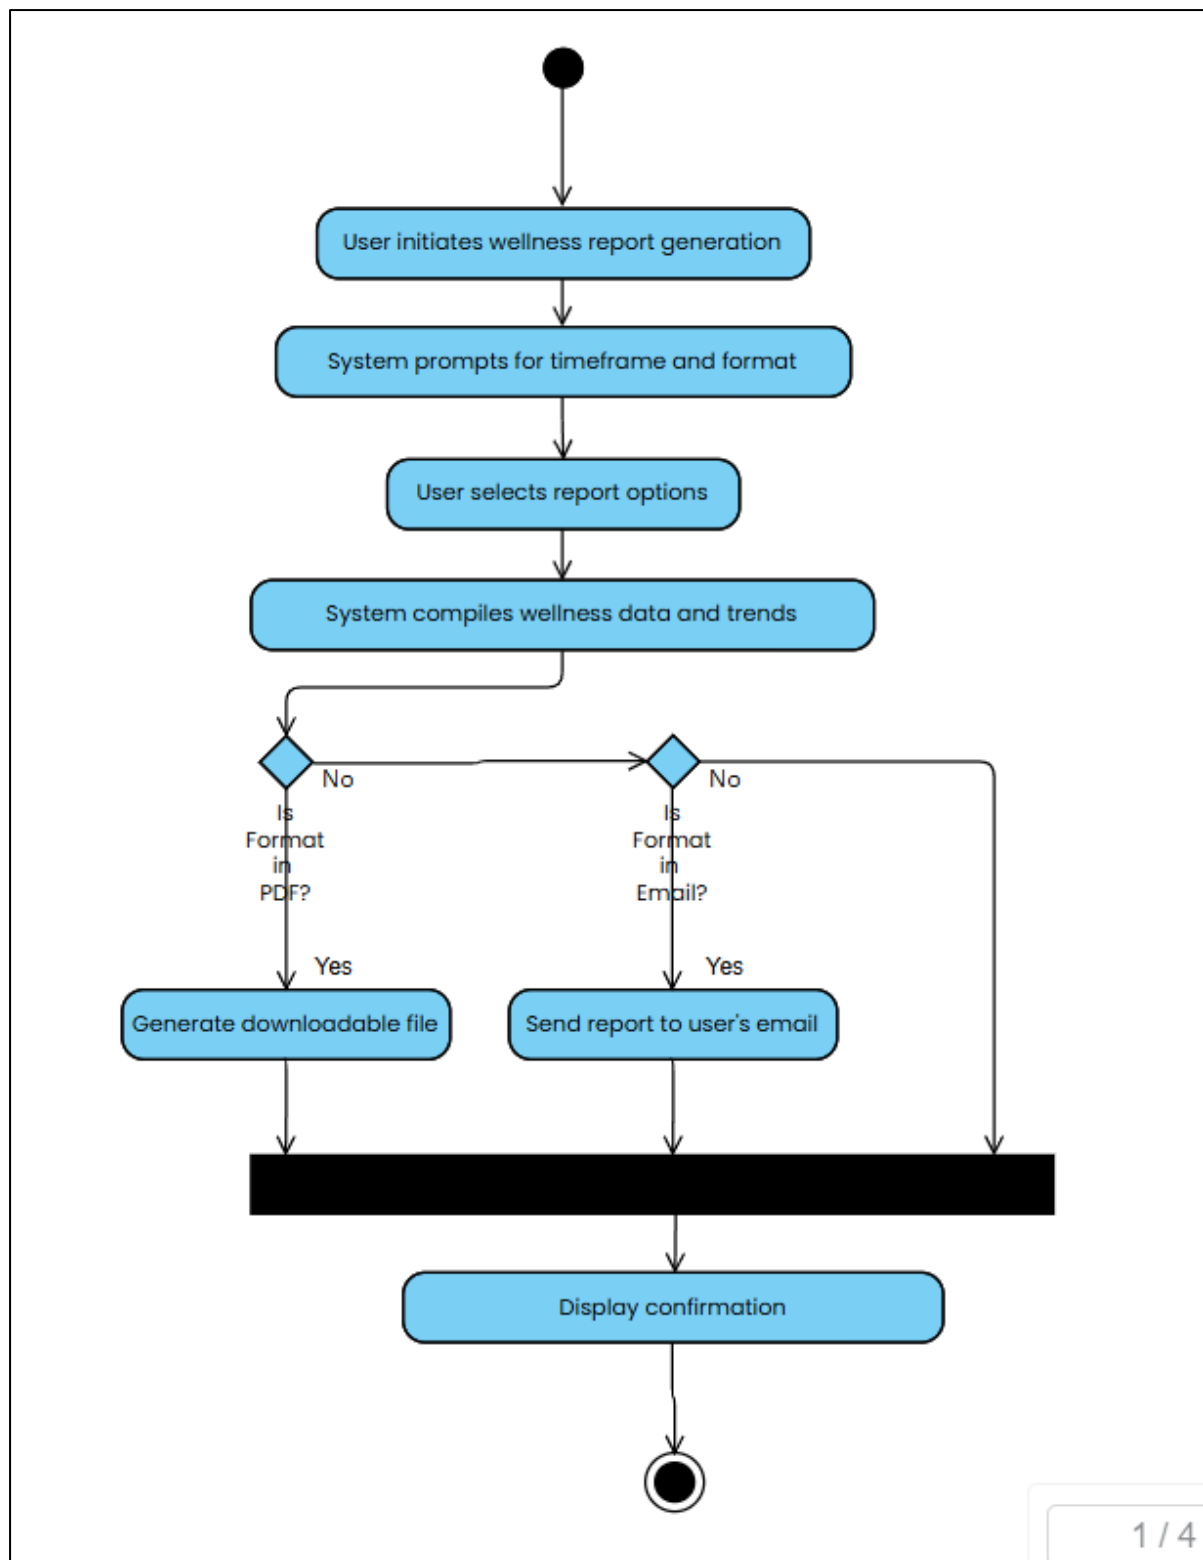 User initiates wellness report generation
System prompts for timeframe and format
User selects report options
System compiles wellness data and trends
No
No
Is
Format
in
PDF?
Is
Format
in
Email?
Yes
Yes
Generate downloadable file
Send report to user's email
Display confirmation
1 / 4